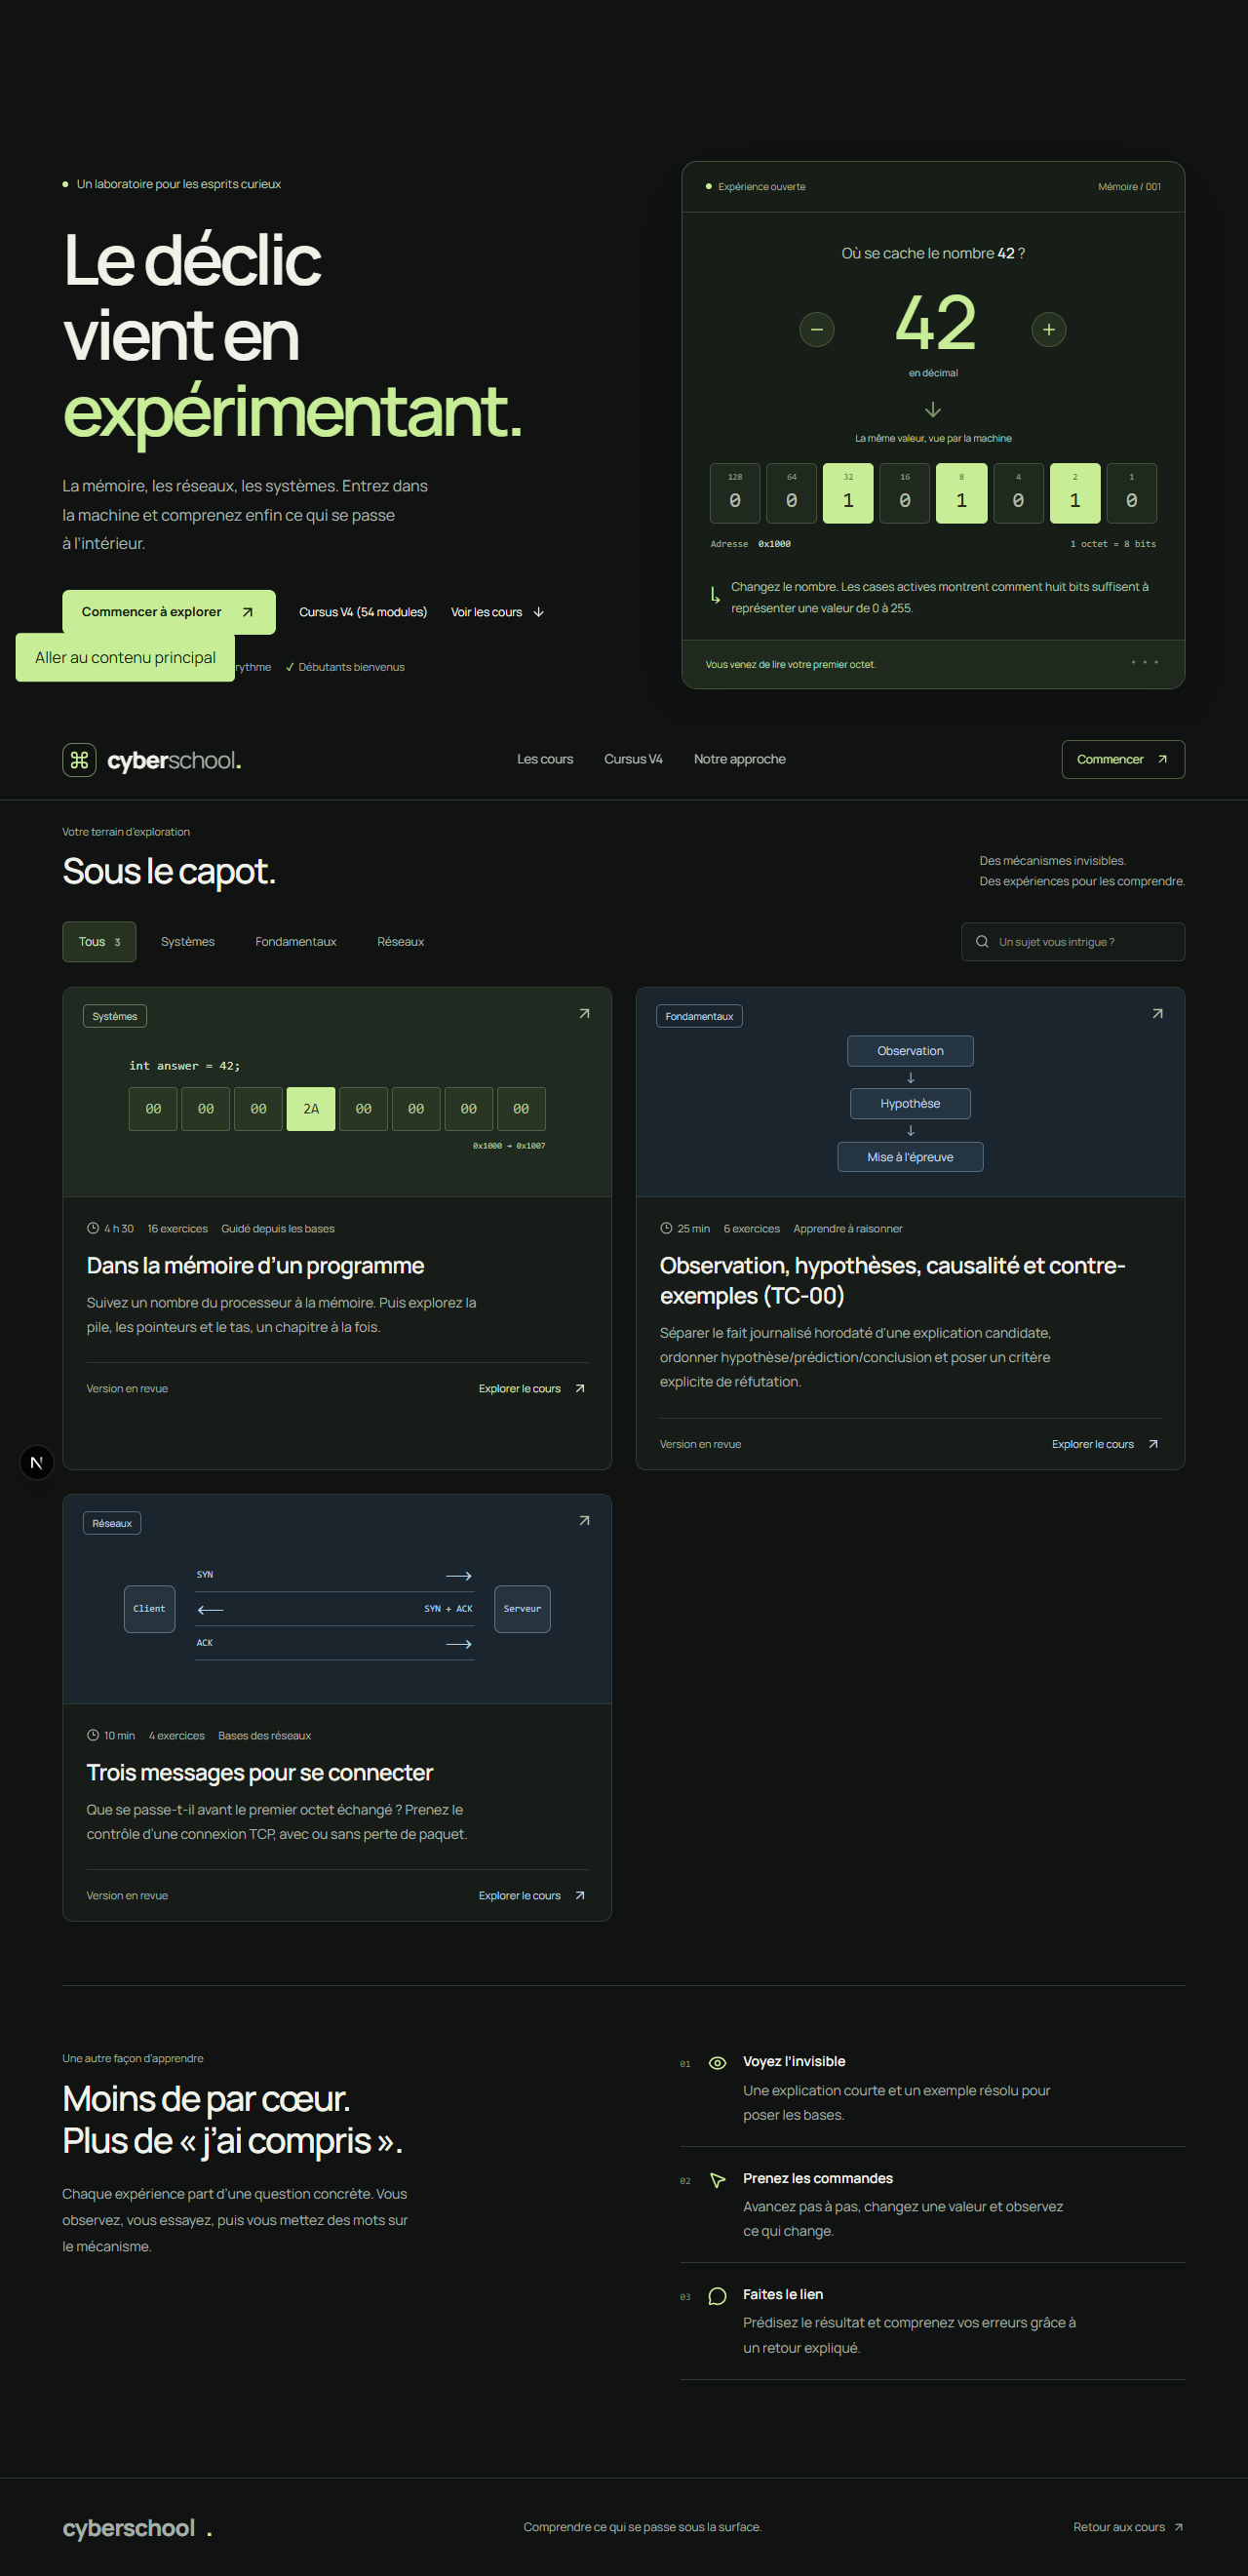 Un laboratoire pour les esprits curieux
Le déclic
vient en
expérimentant.
La mémoire, les réseaux, les systèmes. Entrez dans
la machine et comprenez enfin ce qui se passe
à l'intérieur.
Commencer à explorer
Cursus V4 (54 modules)
Voir les cours
Aller au contenu principal
rythme
Débutants bienvenus
Expérience ouverte
Mémoire / 001
Où se cache le nombre 42 ?
42
en décimal
La même valeur, vue par la machine
128 64 32 16 8 4 2 1
0 0 1 0 1 0 1 0
Adresse 0x1000
1 octet = 8 bits
Changez le nombre. Les cases actives montrent comment huit bits suffisent à
représenter une valeur de 0 à 255.
Vous venez de lire votre premier octet.
cyberschool.
Les cours
Cursus V4
Notre approche
Commencer
Votre terrain d'exploration
Sous le capot.
Des mécanismes invisibles.
Des expériences pour les comprendre.
Tous 3
Systèmes
Fondamentaux
Réseaux
Un sujet vous intrigue ?
Systèmes
int answer = 42;
00 00 00 2A 00 00 00 00
0x1000 → 0x1007
4 h 30
16 exercices
Guidé depuis les bases
Dans la mémoire d'un programme
Suivez un nombre du processeur à la mémoire. Puis explorez la
pile, les pointeurs et le tas, un chapitre à la fois.
Version en revue
Explorer le cours
Fondamentaux
Observation
Hypothèse
Mise à l'épreuve
25 min
6 exercices
Apprendre à raisonner
Observation, hypothèses, causalité et contre-
exemples (TC-00)
Séparer le fait journalisé horodaté d'une explication candidate,
ordonner hypothèse/prédiction/conclusion et poser un critère
explicite de réfutation.
Version en revue
Explorer le cours
N
Réseaux
Client
SYN
SYN + ACK
ACK
Serveur
10 min
4 exercices
Bases des réseaux
Trois messages pour se connecter
Que se passe-t-il avant le premier octet échangé ? Prenez le
contrôle d'une connexion TCP, avec ou sans perte de paquet.
Version en revue
Explorer le cours
Une autre façon d'apprendre
Moins de par cœur.
Plus de « j'ai compris ».
Chaque expérience part d'une question concrète. Vous
observez, vous essayez, puis vous mettez des mots sur
le mécanisme.
01
Voyez l'invisible
Une explication courte et un exemple résolu pour
poser les bases.
02
Prenez les commandes
Avancez pas à pas, changez une valeur et observez
ce qui change.
03
Faites le lien
Prédisez le résultat et comprenez vos erreurs grâce à
un retour expliqué.
cyberschool .
Comprendre ce qui se passe sous la surface.
Retour aux cours